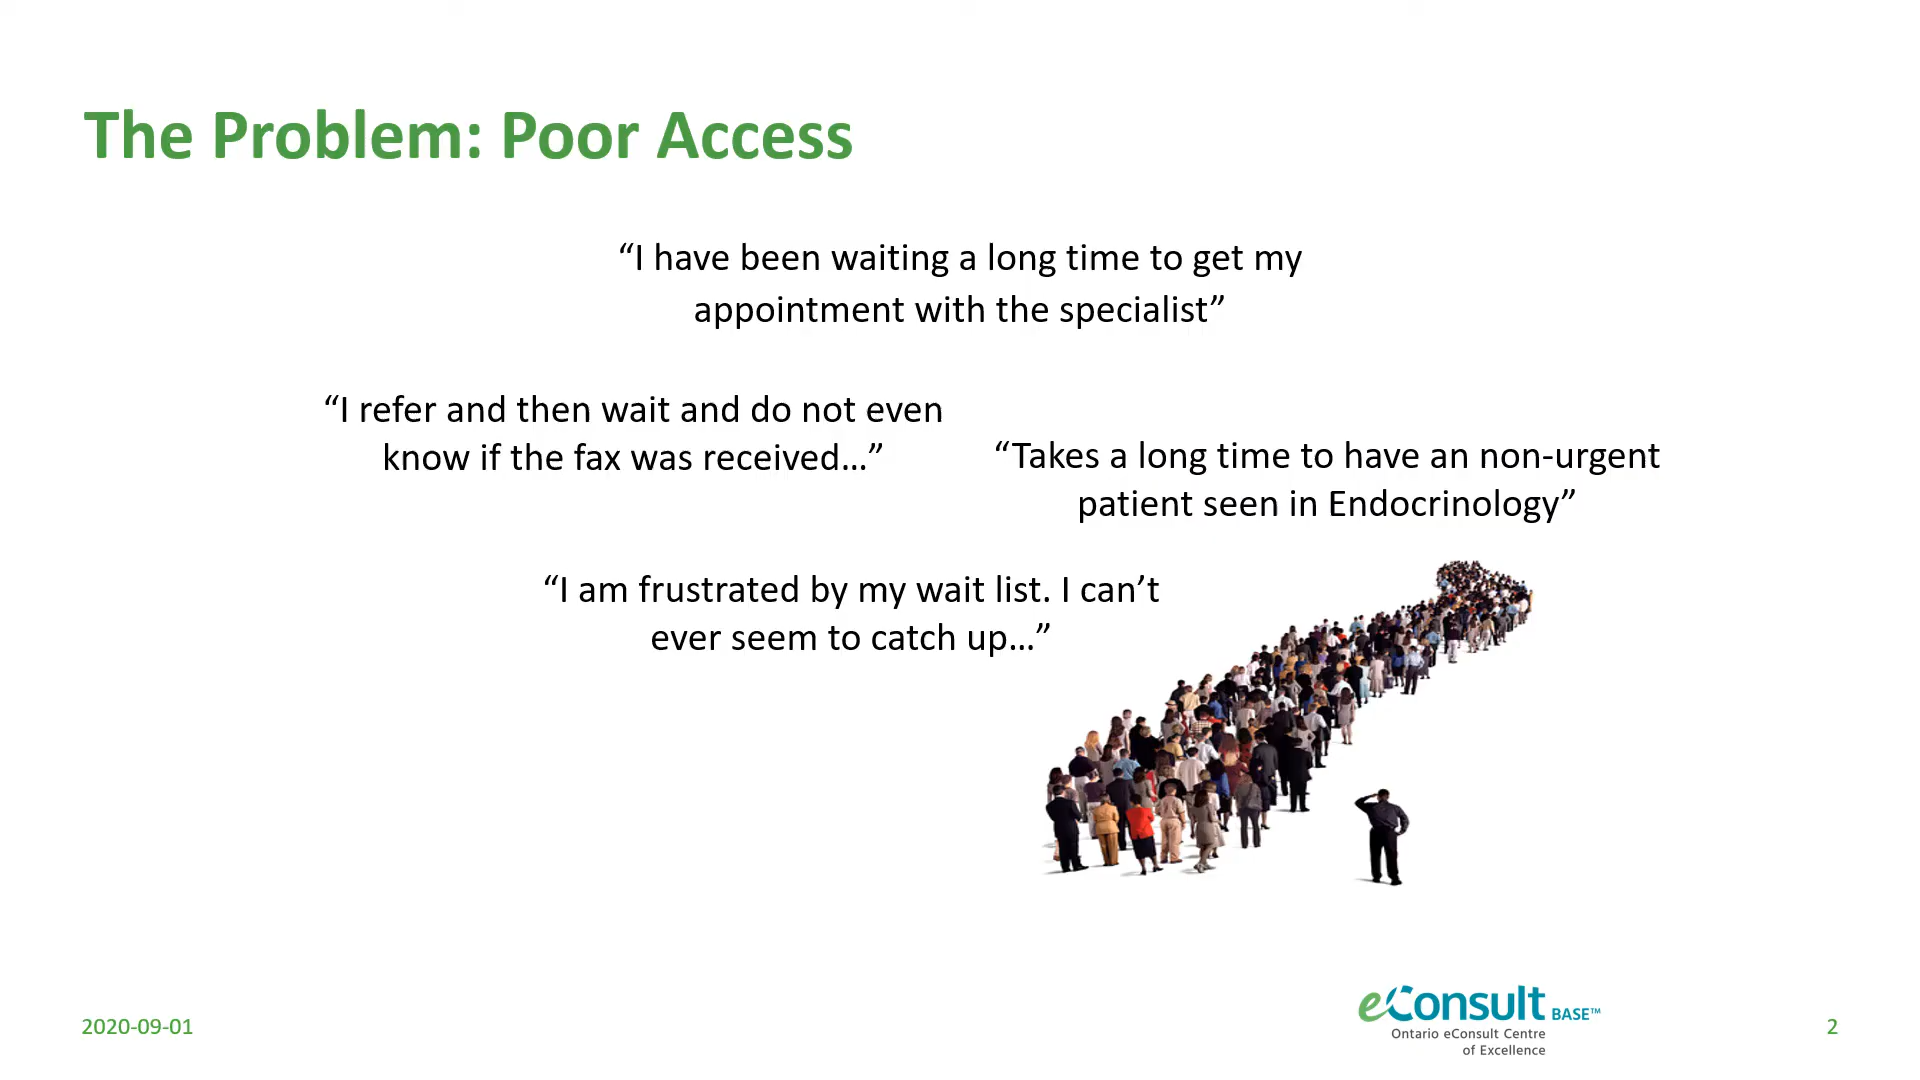 The Problem: Poor Access
“I have been waiting a long time to get my
appointment with the specialist”
“I refer and then wait and do not even
know if the fax was received...”
“Takes a long time to have an non-urgent
patient seen in Endocrinology”
“I am frustrated by my wait list. I can’t
ever seem to catch up...”
2020-09-01
eConsult BASE™
Ontario eConsult Centre
of Excellence
2